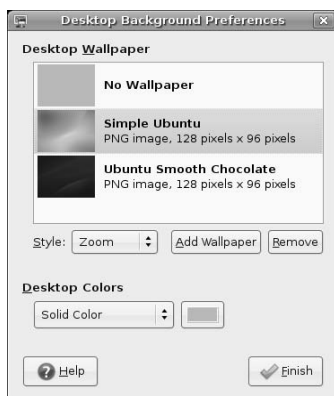 Desktop Background Preferences
Desktop Wallpaper
No Wallpaper
Simple Ubuntu
PNG image, 128 pixels x 96 pixels
Ubuntu Smooth Chocolate
PNG image, 128 pixels x 96 pixels
Style: Zoom Add Wallpaper Remove
Desktop Colors
Solid Color
Help Finish